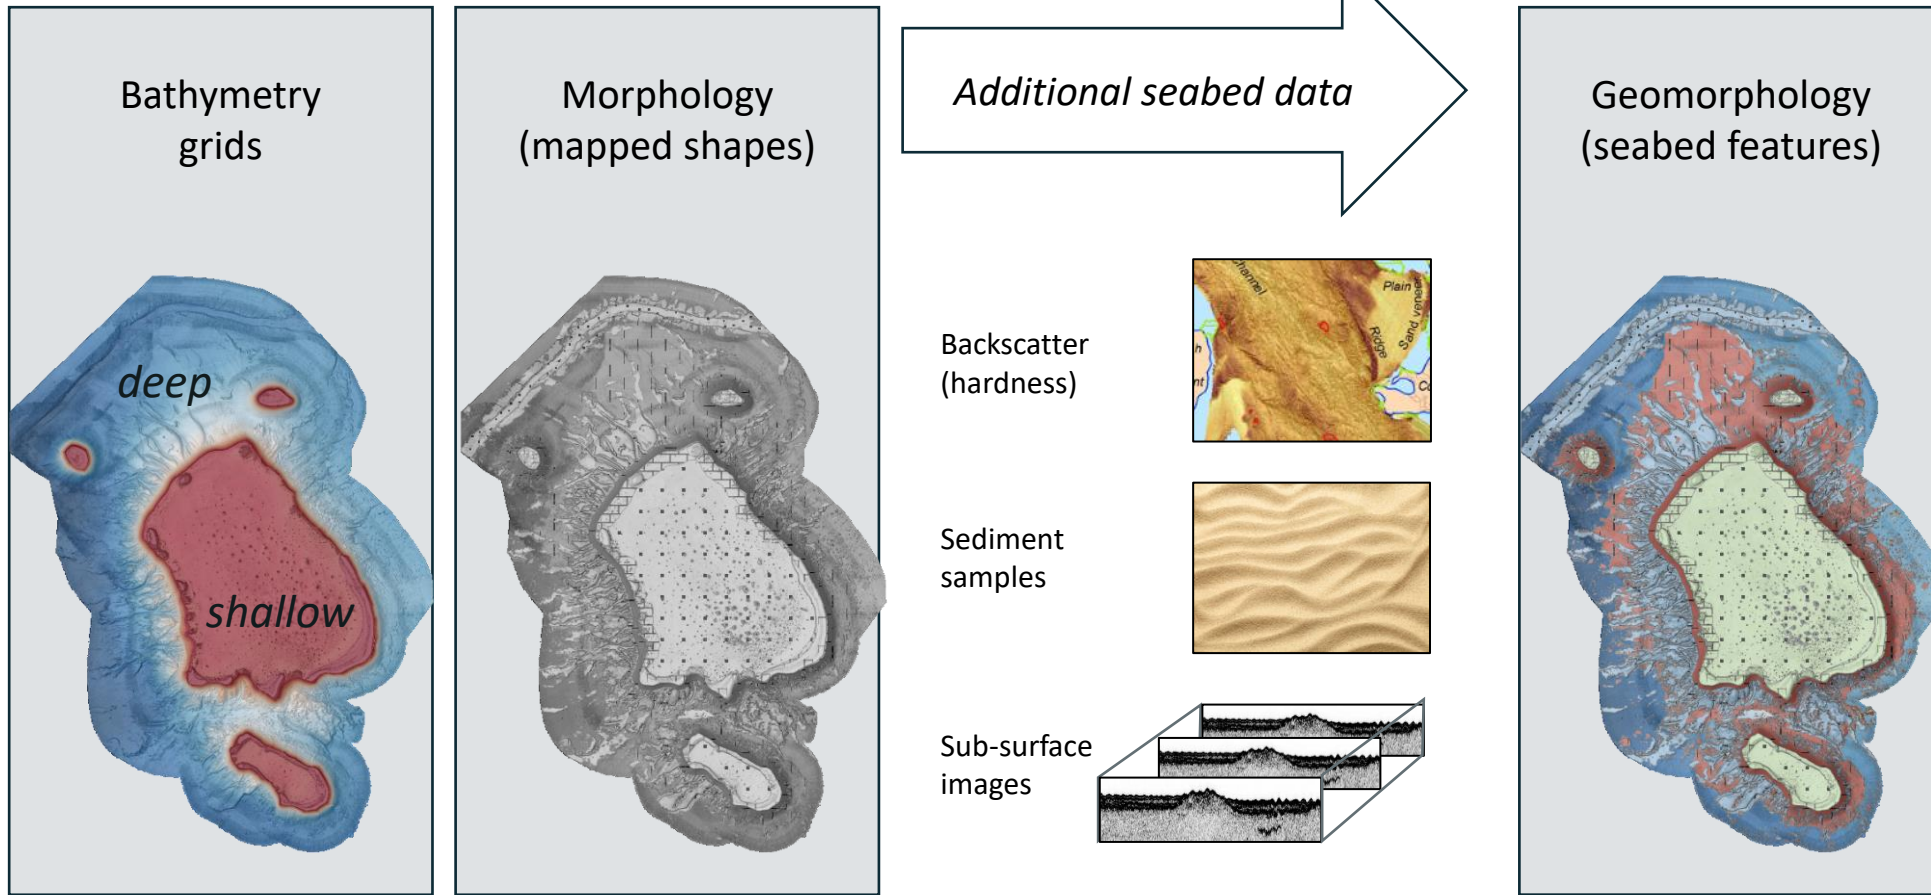 Bathymetry
grids
deep
shallow
Morphology
(mapped shapes)
Additional seabed data
Backscatter
(hardness)
Channel
Plain
Sand veneer
Ridge
h
nt
Sediment
samples
Sub-surface
images
Geomorphology
(seabed features)